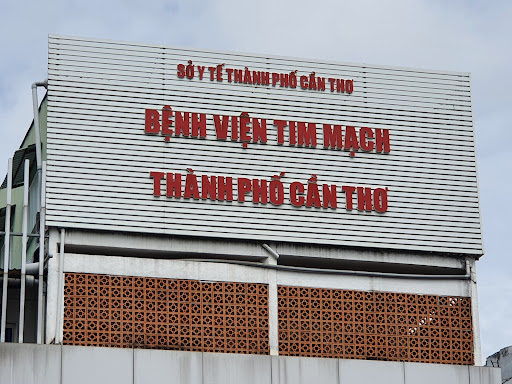 SỞ Y TẾ THÀNH PHỐ CẦN THƠ
BỆNH VIỆN TIM MẠCH
THÀNH PHỐ CẦN THƠ